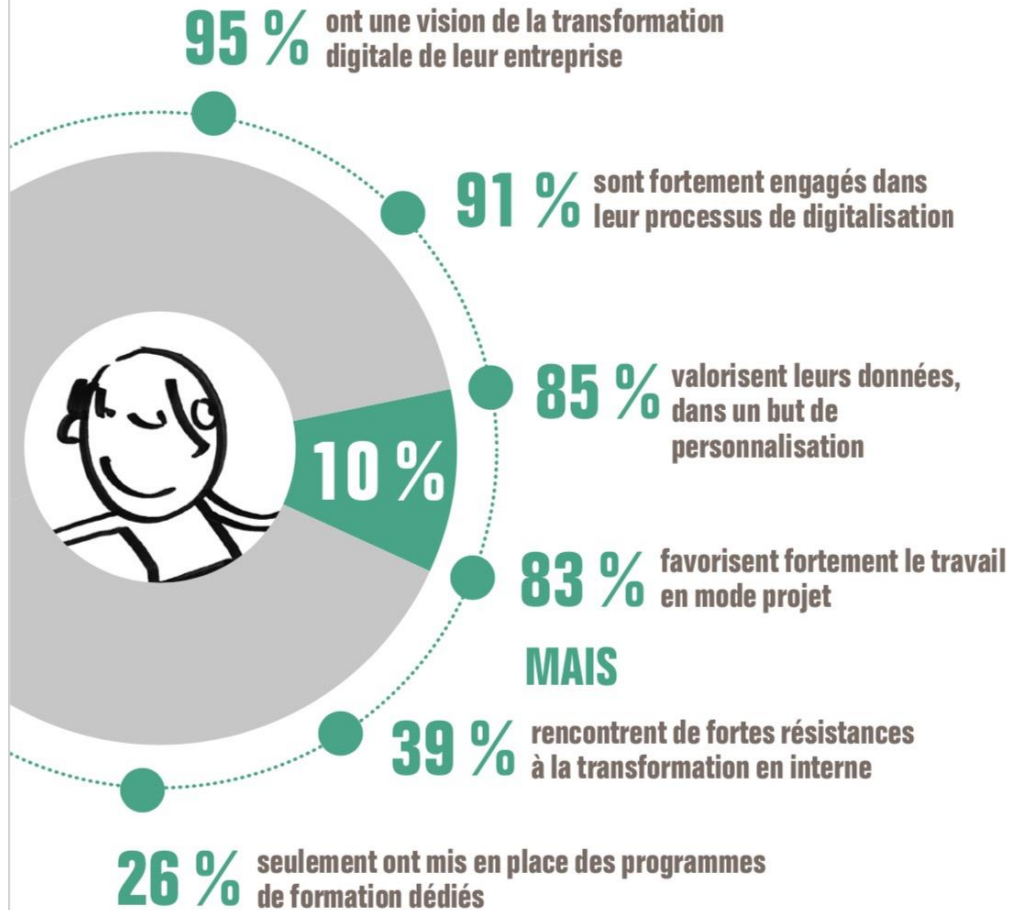 95 % ont une vision de la transformation
digitale de leur entreprise
91 % sont fortement engagés dans
leur processus de digitalisation
85 % valorisent leurs données,
dans un but de
personnalisation
10 %
83 % favorisent fortement le travail
en mode projet
MAIS
39 % rencontrent de fortes résistances
à la transformation en interne
26 % seulement ont mis en place des programmes
de formation dédiés